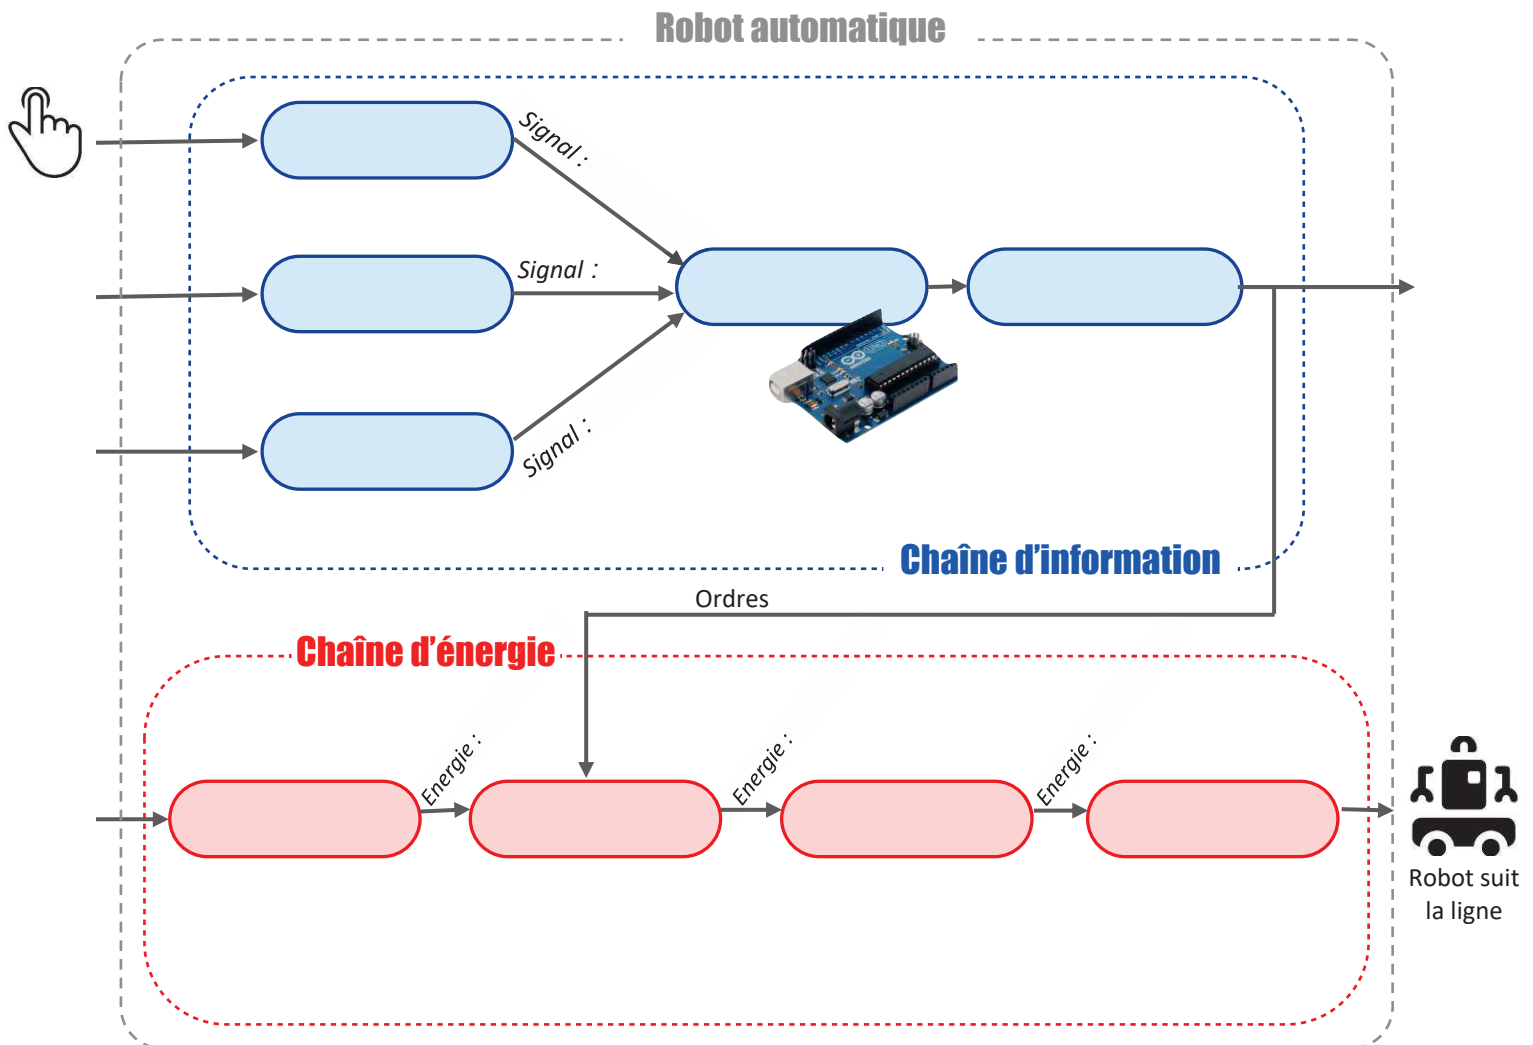 Robot automatique
Signal :
Signal :
Signal :
Chaîne d'information
Ordres
Chaîne d'énergie
Energie :
Energie :
Energie :
Robot suit
la ligne